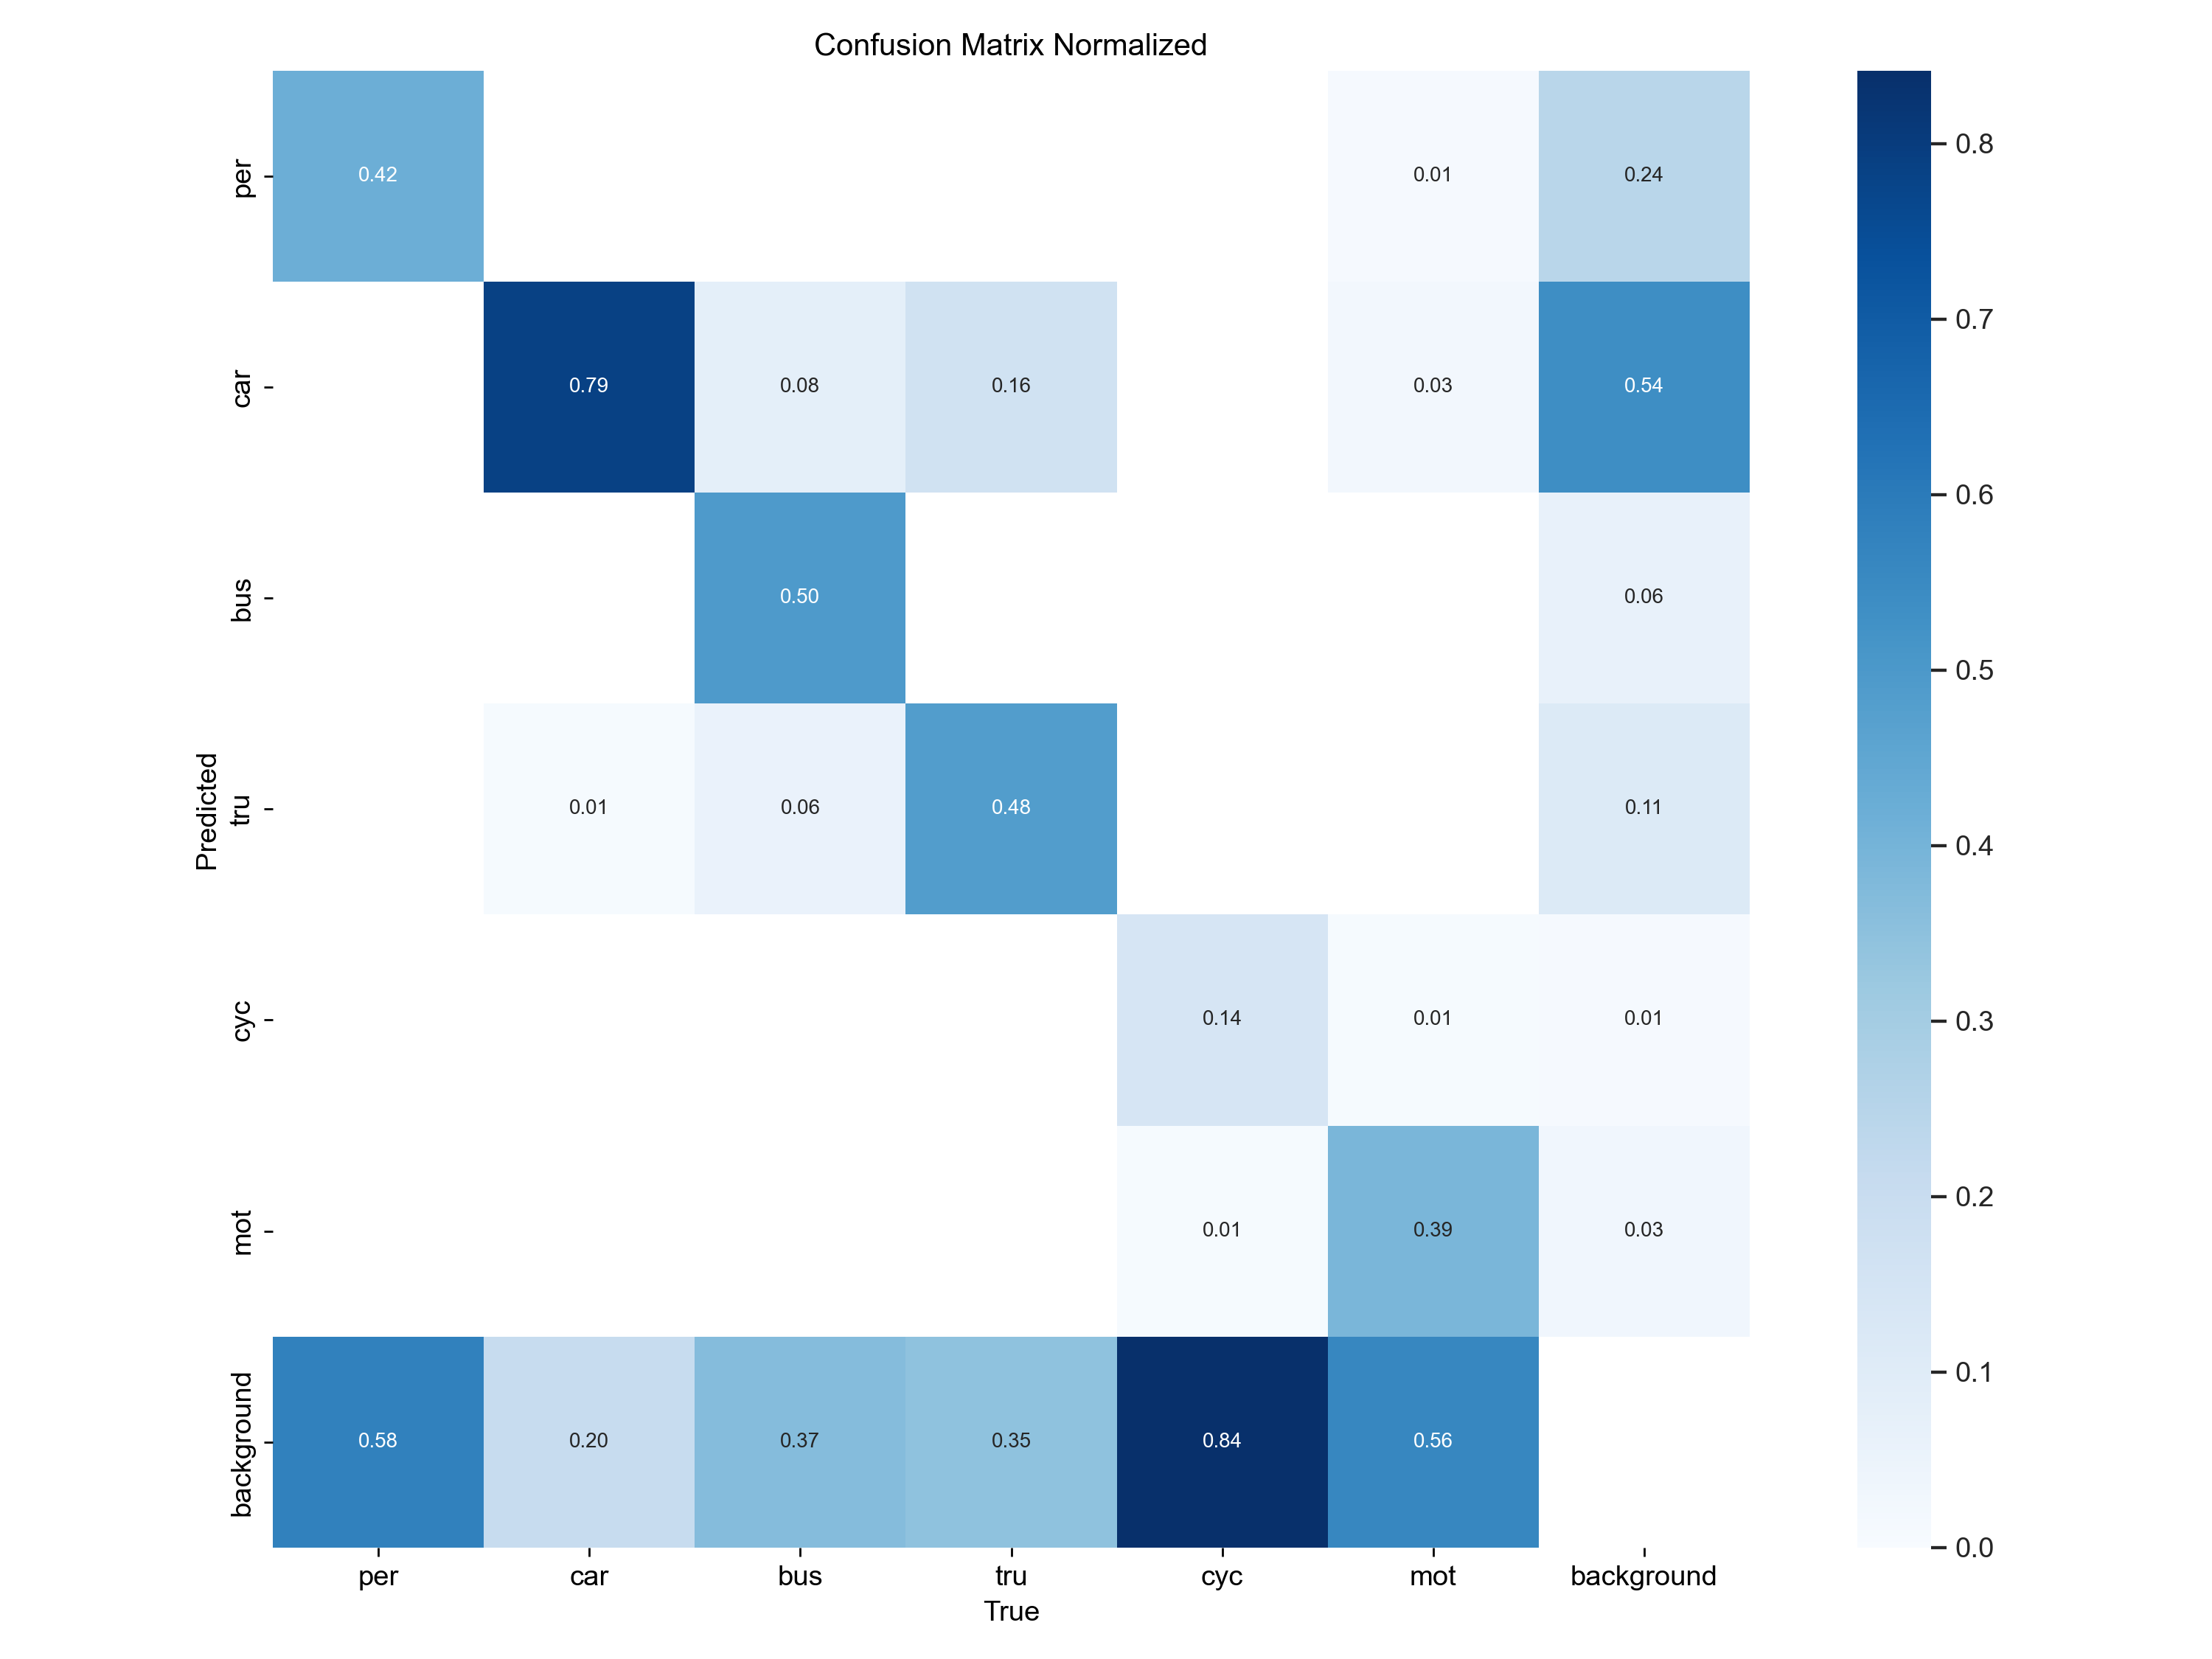 Confusion Matrix Normalized
per
0.42
0.01
0.24
0.8
car
0.79
0.08
0.16
0.03
0.54
0.7
0.6
bus
0.50
0.06
0.5
Predicted
tru
0.01
0.06
0.48
0.11
0.4
cyc
0.14
0.01
0.01
0.3
mot
0.01
0.39
0.03
0.2
0.1
background
0.58
0.20
0.37
0.35
0.84
0.56
0.0
per
car
bus
tru
cyc
mot
background
True